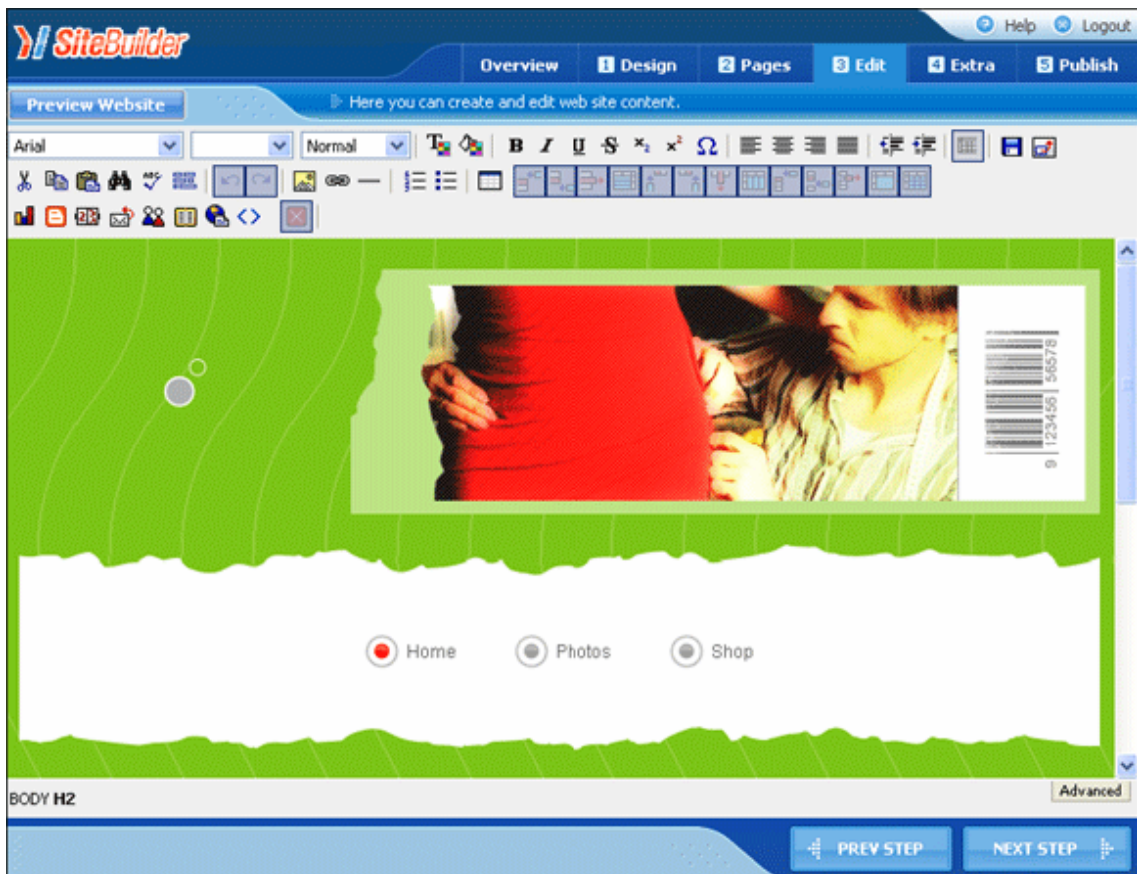 SiteBuilder
Help Logout
Overview 1 Design 2 Pages 3 Edit 4 Extra 5 Publish
Preview Website Here you can create and edit web site content.
Arial Normal
BODY H2
Home Photos Shop
9 123456 56578
Advanced
PREV STEP NEXT STEP